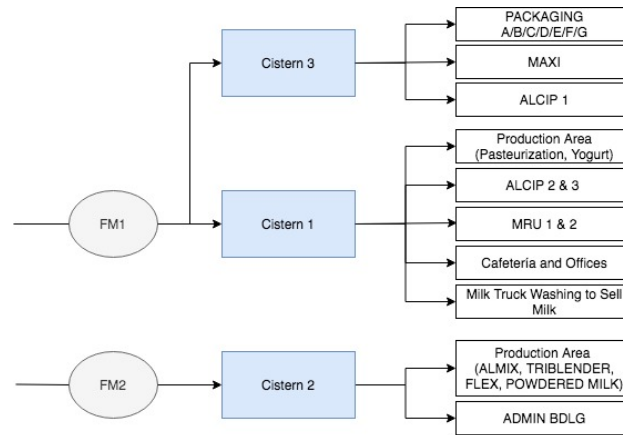 PACKAGING
A/B/C/D/E/F/G
Cistern 3
MAXI
ALCIP 1
Production Area
(Pasteurization, Yogurt)
ALCIP 2 & 3
FM1
Cistern 1
MRU 1 & 2
Cafetería and Offices
Milk Truck Washing to Sell
Milk
Production Area
(ALMIX, TRIBLENDER,
FLEX, POWDERED MILK)
FM2
Cistern 2
ADMIN BDLG